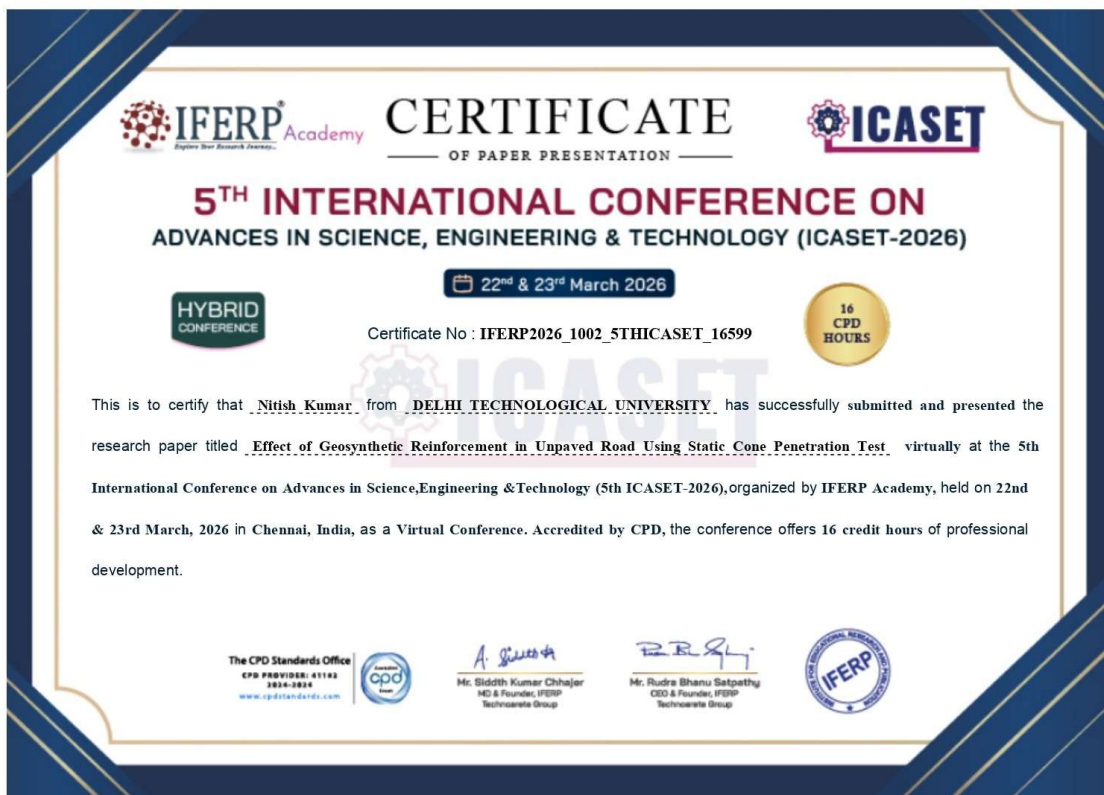 IFERP® Academy
Explore Your Research Journey...
CERTIFICATE
OF PAPER PRESENTATION
ICASET
5TH INTERNATIONAL CONFERENCE ON
ADVANCES IN SCIENCE, ENGINEERING & TECHNOLOGY (ICASET-2026)
22nd & 23rd March 2026
HYBRID
CONFERENCE
16
CPD
HOURS
Certificate No : IFERP2026_1002_5THICASET_16599
ICASET
This is to certify that Nitish Kumar from DELHI TECHNOLOGICAL UNIVERSITY has successfully submitted and presented the
research paper titled Effect of Geosynthetic Reinforcement in Unpaved Road Using Static Cone Penetration Test virtually at the 5th
International Conference on Advances in Science,Engineering &Technology (5th ICASET-2026),organized by IFERP Academy, held on 22nd
& 23rd March, 2026 in Chennai, India, as a Virtual Conference. Accredited by CPD, the conference offers 16 credit hours of professional
development.
The CPD Standards Office
CPD PROVIDER: 41142
2024-2026
www.cpdstandards.com
cpd
Mr. Siddth Kumar Chhajer
MD & Founder, IFERP
Technoarete Group
Mr. Rudra Bhanu Satpathy
CEO & Founder, IFERP
Technoarete Group
INSTITUTE FOR EDUCATIONAL RESEARCH AND PUBLICATION
IFERP